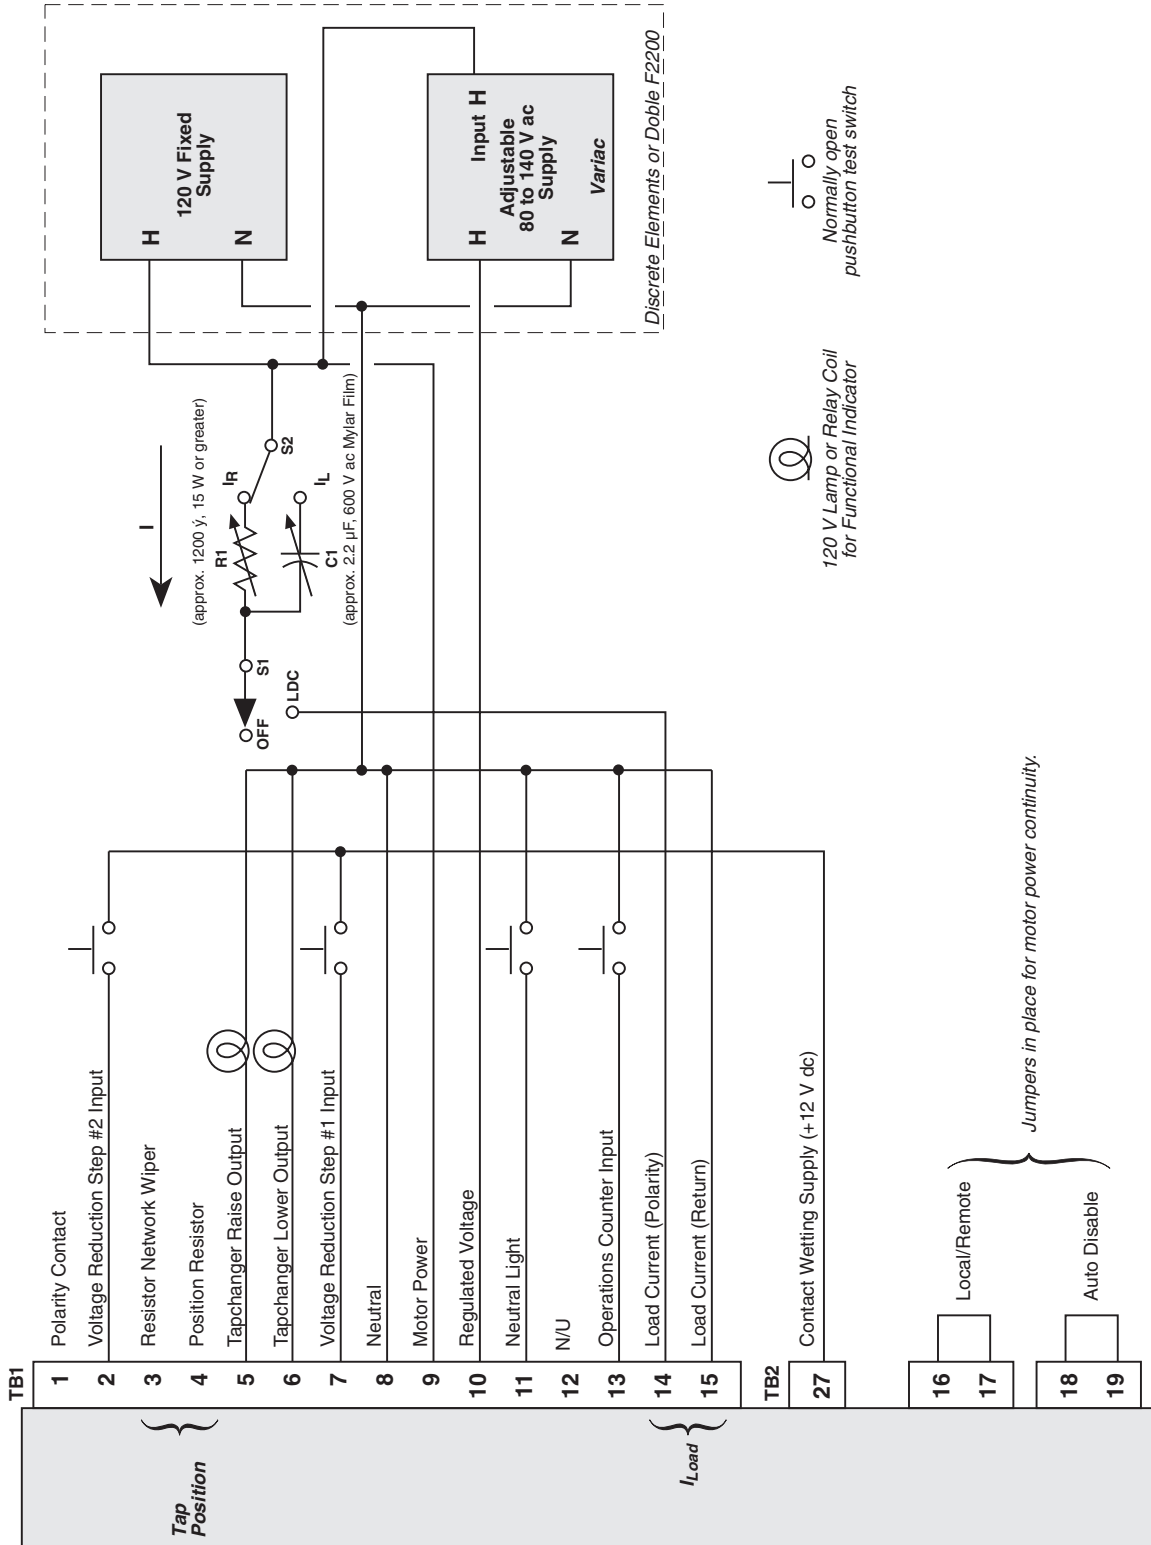 TB1
1
2
3
4
5
6
7
8
9
10
11
12
13
14
15
TB2
27
16
17
18
19
Tap
Position
ILoad
Polarity Contact
Voltage Reduction Step #2 Input
Resistor Network Wiper
Position Resistor
Tapchanger Raise Output
Tapchanger Lower Output
Voltage Reduction Step #1 Input
Neutral
Motor Power
Regulated Voltage
Neutral Light
N/U
Operations Counter Input
Load Current (Polarity)
Load Current (Return)
Contact Wetting Supply (+12 V dc)
Local/Remote
Auto Disable
Jumpers in place for motor power continuity.
OFF
LDC
S1
I
(approx. 1200 ý, 15 W or greater)
R1
IR
C1
IL
(approx. 2.2 µF, 600 V ac Mylar Film)
S2
H
N
120 V Fixed
Supply
H
N
Input H
Adjustable
80 to 140 V ac
Supply
Variac
Discrete Elements or Doble F2200
120 V Lamp or Relay Coil
for Functional Indicator
Normally open
pushbutton test switch